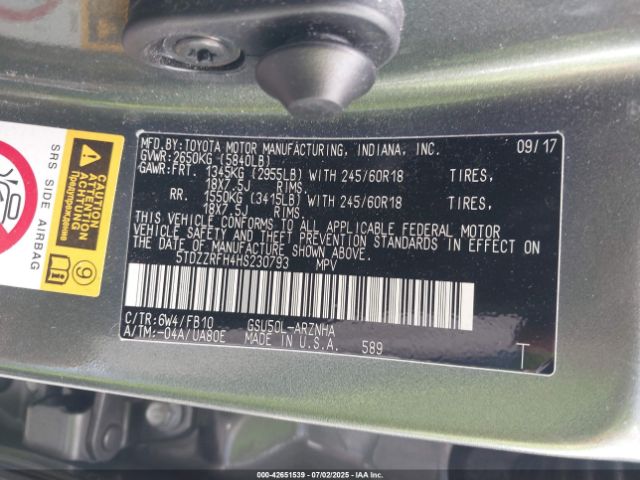 MFD.BY:TOYOTA MOTOR MANUFACTURING, INDIANA, INC. 09/17
GVWR:2650KG (5840LB)
GAWR:FRT. 1345KG (2955LB) WITH 245/60R18 TIRES,
18X7.5J RIMS.
RR. 1550KG (3415LB) WITH 245/60R18 TIRES,
18X7.5J RIMS.
THIS VEHICLE CONFORMS TO ALL APPLICABLE FEDERAL MOTOR
VEHICLE SAFETY AND THEFT PREVENTION STANDARDS IN EFFECT
ON THE DATE OF MANUFACTURE SHOWN ABOVE.
5TDZZRFH4HS230793 MPV
C/TR:6W4/FB10 GSU50L-ARZNHA
A/TM:-04A/UA80E MADE IN U.S.A. 589
T
SRS SIDE AIRBAG
CAUTION
ATTENTION
Предупреждение
9
000-42651539 - 07/02/2025 - IAAI.COM